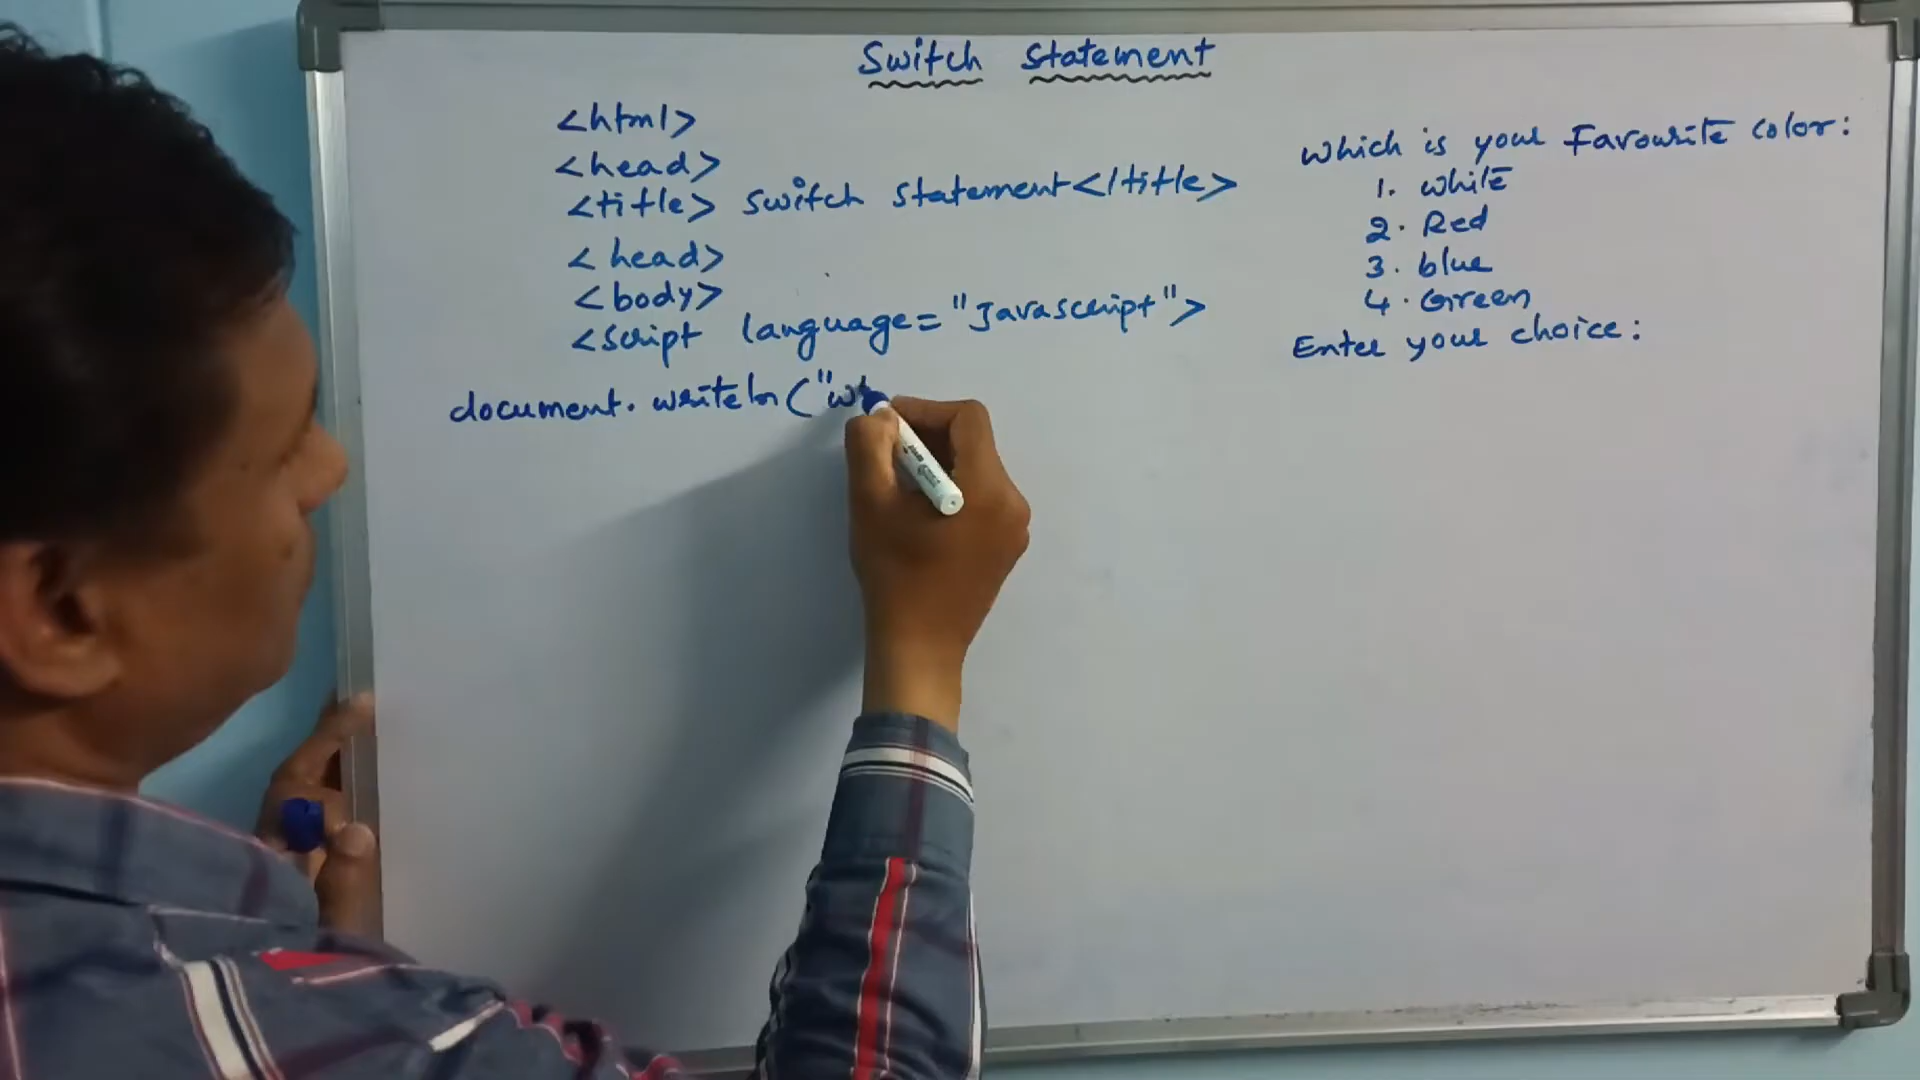 Switch Statement
<html>
<head>
<title> Switch Statement</title>
<head>
<body>
<script language="Javascript">
document.writeln("wh
Which is your Favourite color:
1. White
2. Red
3. blue
4. Green
Enter your choice: